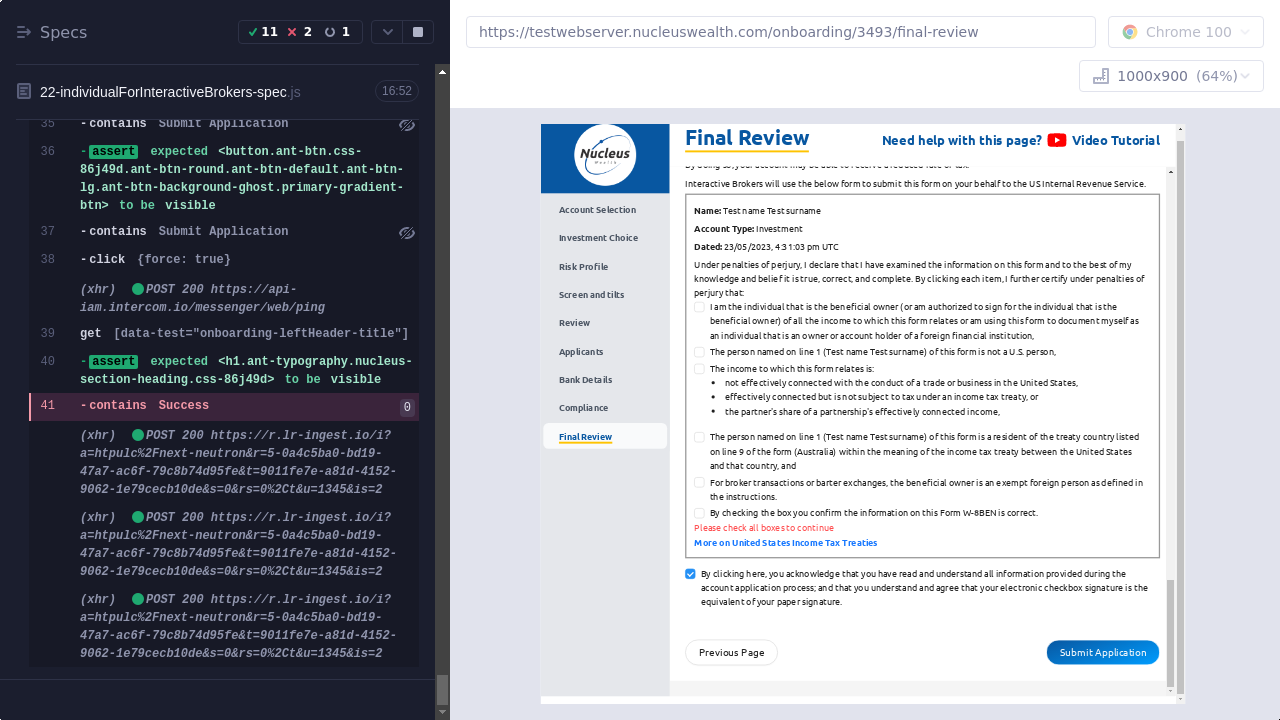 Specs
11
2
1
https://testwebserver.nucleuswealth.com/onboarding/3493/final-review
Chrome 100
1000x900 (64%)
22-individualForInteractiveBrokers-spec.js
16:52
35 -contains Submit Application
36 -assert expected <button.ant-btn.css-
86j49d.ant-btn-round.ant-btn-default.ant-btn-
lg.ant-btn-background-ghost.primary-gradient-
btn> to be visible
37 -contains Submit Application
38 -click {force: true}
(xhr) POST 200 https://api-
iam.intercom.io/messenger/web/ping
39 get [data-test="onboarding-leftHeader-title"]
40 -assert expected <h1.ant-typography.nucleus-
section-heading.css-86j49d> to be visible
41 -contains Success 0
(xhr) POST 200 https://r.lr-ingest.io/i?
a=htpulc%2Fnext-neutron&r=5-0a4c5ba0-bd19-
47a7-ac6f-79c8b74d95fe&t=9011fe7e-a81d-4152-
9062-1e79cecb10de&s=0&rs=0%2Ct&u=1345&is=2
(xhr) POST 200 https://r.lr-ingest.io/i?
a=htpulc%2Fnext-neutron&r=5-0a4c5ba0-bd19-
47a7-ac6f-79c8b74d95fe&t=9011fe7e-a81d-4152-
9062-1e79cecb10de&s=0&rs=0%2Ct&u=1345&is=2
(xhr) POST 200 https://r.lr-ingest.io/i?
a=htpulc%2Fnext-neutron&r=5-0a4c5ba0-bd19-
47a7-ac6f-79c8b74d95fe&t=9011fe7e-a81d-4152-
9062-1e79cecb10de&s=0&rs=0%2Ct&u=1345&is=2
Nucleus
Wealth
Account Selection
Investment Choice
Risk Profile
Screen and tilts
Review
Applicants
Bank Details
Compliance
Final Review
Final Review
Need help with this page? Video Tutorial
By doing so, your account may be able to receive a reduced rate of tax.
Interactive Brokers will use the below form to submit this form on your behalf to the US Internal Revenue Service.
Name: Test name Test surname
Account Type: Investment
Dated: 23/05/2023, 4:31:03 pm UTC
Under penalties of perjury, I declare that I have examined the information on this form and to the best of my
knowledge and belief it is true, correct, and complete. By clicking each item, I further certify under penalties of
perjury that:
I am the individual that is the beneficial owner (or am authorized to sign for the individual that is the
beneficial owner) of all the income to which this form relates or am using this form to document myself as
an individual that is an owner or account holder of a foreign financial institution,
The person named on line 1 (Test name Test surname) of this form is not a U.S. person,
The income to which this form relates is:
• not effectively connected with the conduct of a trade or business in the United States,
• effectively connected but is not subject to tax under an income tax treaty, or
• the partner's share of a partnership's effectively connected income,
The person named on line 1 (Test name Test surname) of this form is a resident of the treaty country listed
on line 9 of the form (Australia) within the meaning of the income tax treaty between the United States
and that country, and
For broker transactions or barter exchanges, the beneficial owner is an exempt foreign person as defined in
the instructions.
By checking the box you confirm the information on this Form W-8BEN is correct.
Please check all boxes to continue
More on United States Income Tax Treaties
By clicking here, you acknowledge that you have read and understand all information provided during the
account application process; and that you understand and agree that your electronic checkbox signature is the
equivalent of your paper signature.
Previous Page
Submit Application